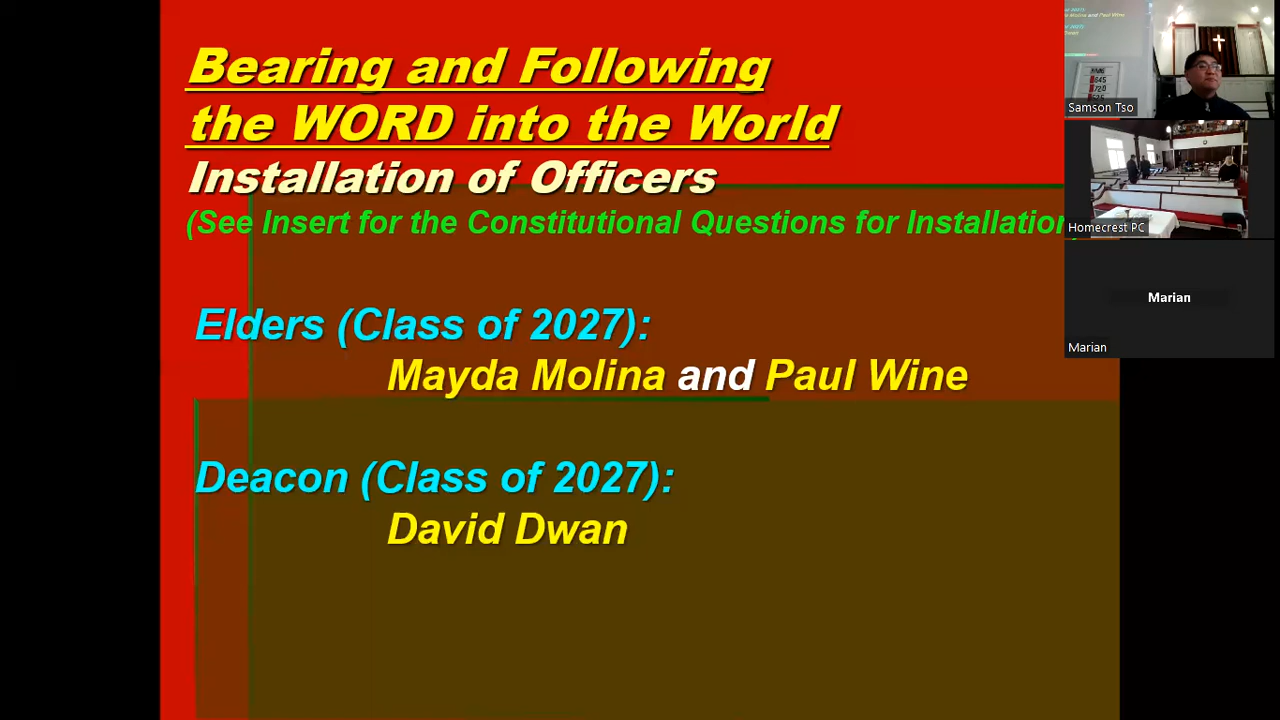 Bearing and Following
the WORD into the World
Installation of Officers
(See Insert for the Constitutional Questions for Installation)
Elders (Class of 2027):
Mayda Molina and Paul Wine
Deacon (Class of 2027):
David Dwan
Samson Tso
Homecrest PC
Marian
Marian